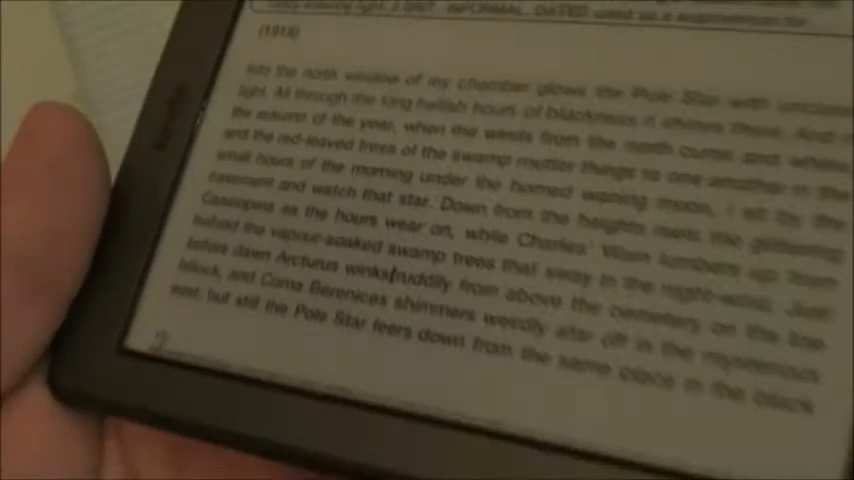 (1918)
Into the north window of my chamber glows the Pole Star with uncanny
light. All through the long hellish hours of blackness it shines there. And in
the autumn of the year, when the winds from the north curse and whine,
and the red-leaved trees of the swamp mutter things to one another in the
small hours of the morning under the horned waning moon, I sit by the
casement and watch that star. Down from the heights reels the glittering
Cassiopeia as the hours wear on, while Charles' Wain lumbers up from
behind the vapour-soaked swamp trees that sway in the night-wind. Just
before dawn Arcturus winks ruddily from above the cemetery on the low
hillock, and Coma Berenices shimmers weirdly afar off in the mysterious
east; but still the Pole Star leers down from the same place in the black